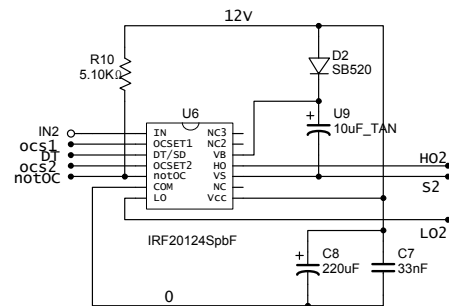 12V
R10
5.10KΩ
D2
SB520
U6
U9
10uF_TAN
IN2
ocs1
DT
ocs2
notOC
IN
OCSET1
DT/SD
OCSET2
notOC
COM
LO
NC3
NC2
VB
HO
VS
NC
Vcc
HO2
S2
LO2
IRF20124SpbF
C8
220uF
C7
33nF
0